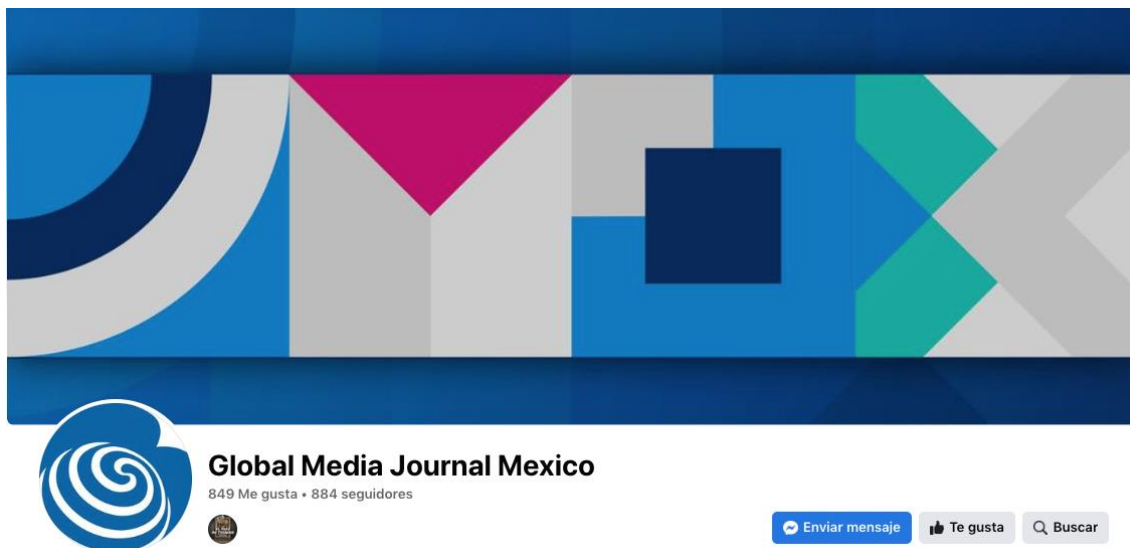 Global Media Journal Mexico
849 Me gusta • 884 seguidores
Enviar mensaje
Te gusta
Buscar